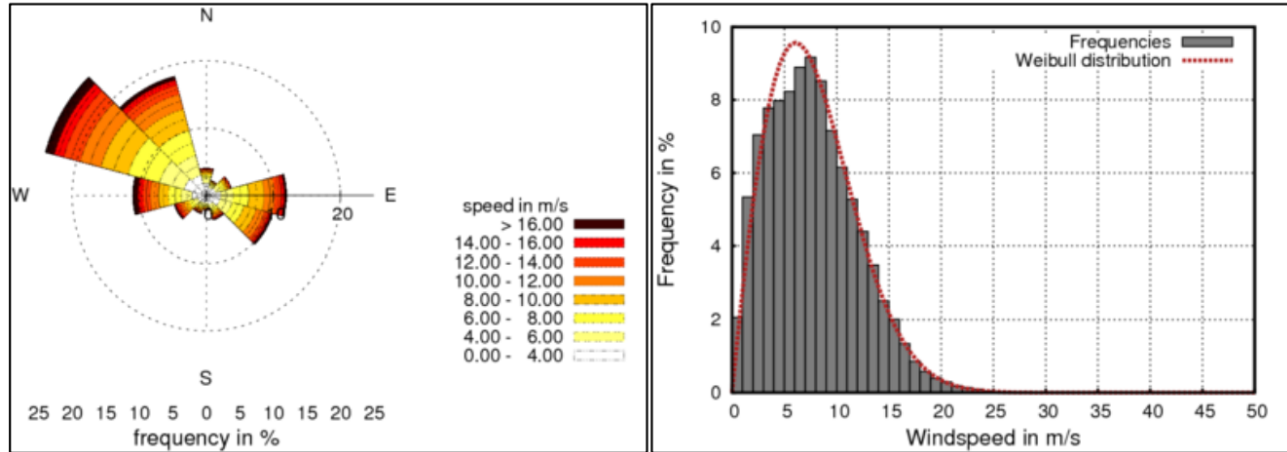 N
W
E
S
0
20
speed in m/s
> 16.00
14.00 - 16.00
12.00 - 14.00
10.00 - 12.00
8.00 - 10.00
6.00 - 8.00
4.00 - 6.00
0.00 - 4.00
25 20 15 10 5 0 5 10 15 20 25
frequency in %
10
8
6
4
2
0
Frequency in %
Frequencies
Weibull distribution
0 5 10 15 20 25 30 35 40 45 50
Windspeed in m/s